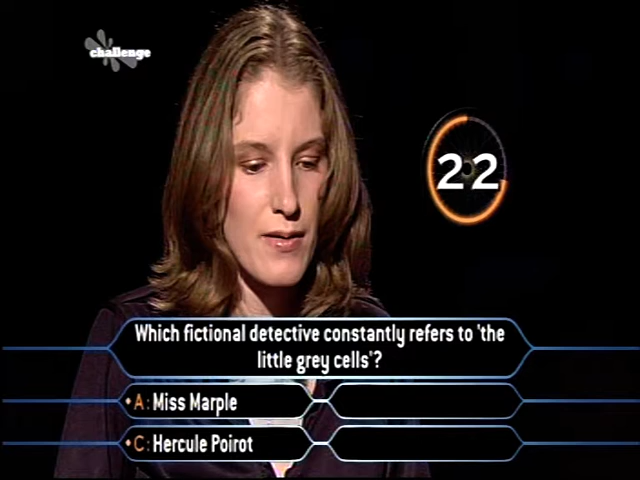 challenge
22
Which fictional detective constantly refers to 'the
little grey cells'?
A: Miss Marple
C: Hercule Poirot